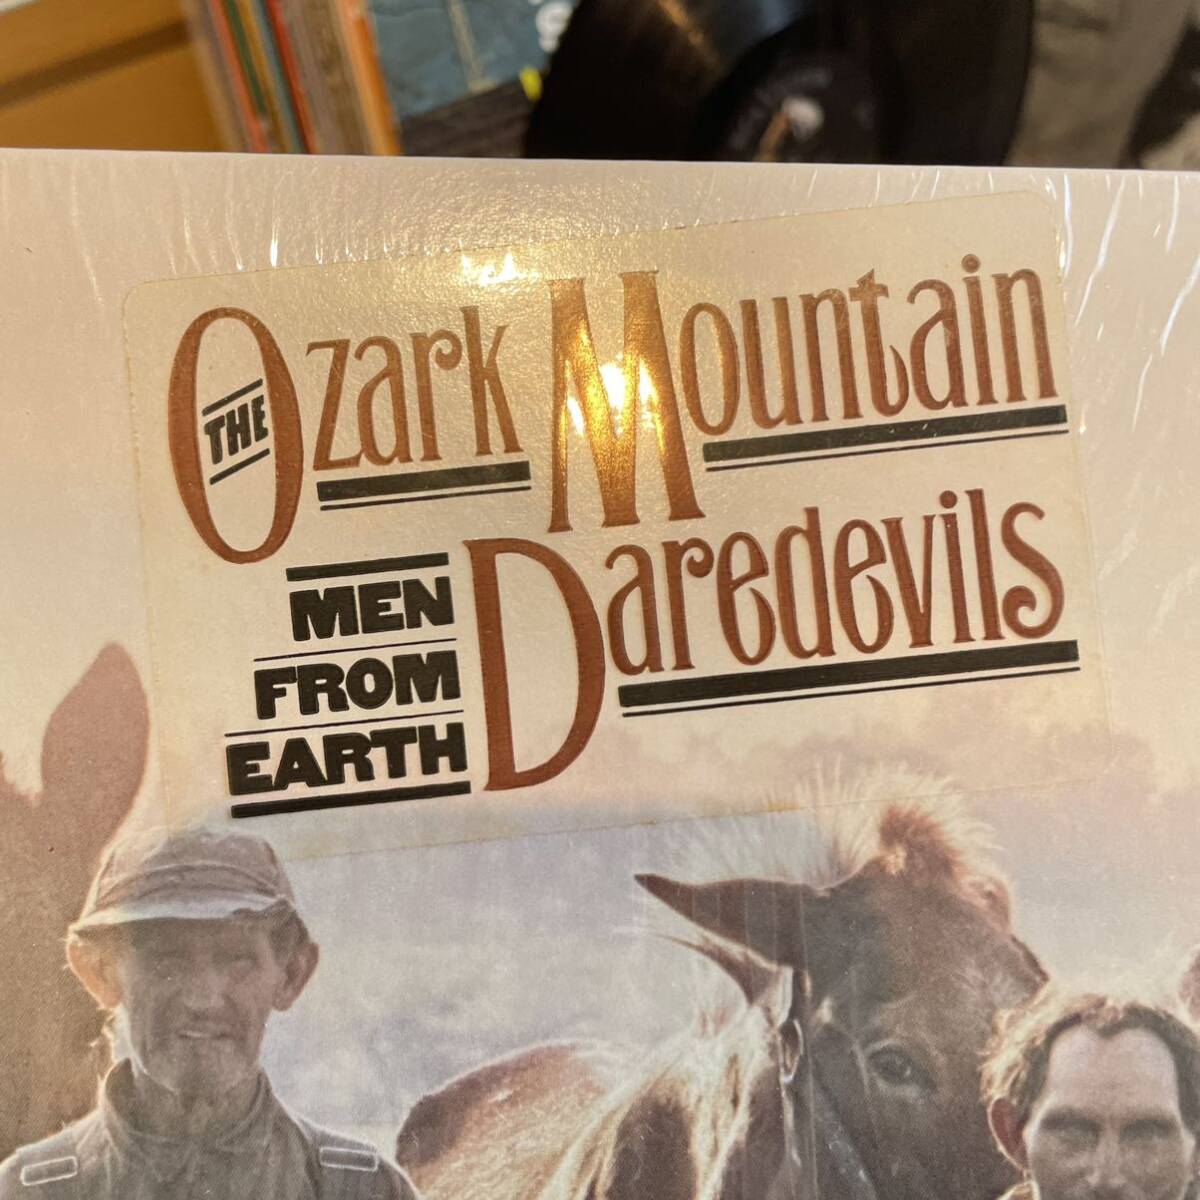 THE Ozark Mountain
Daredevils
MEN
FROM
EARTH